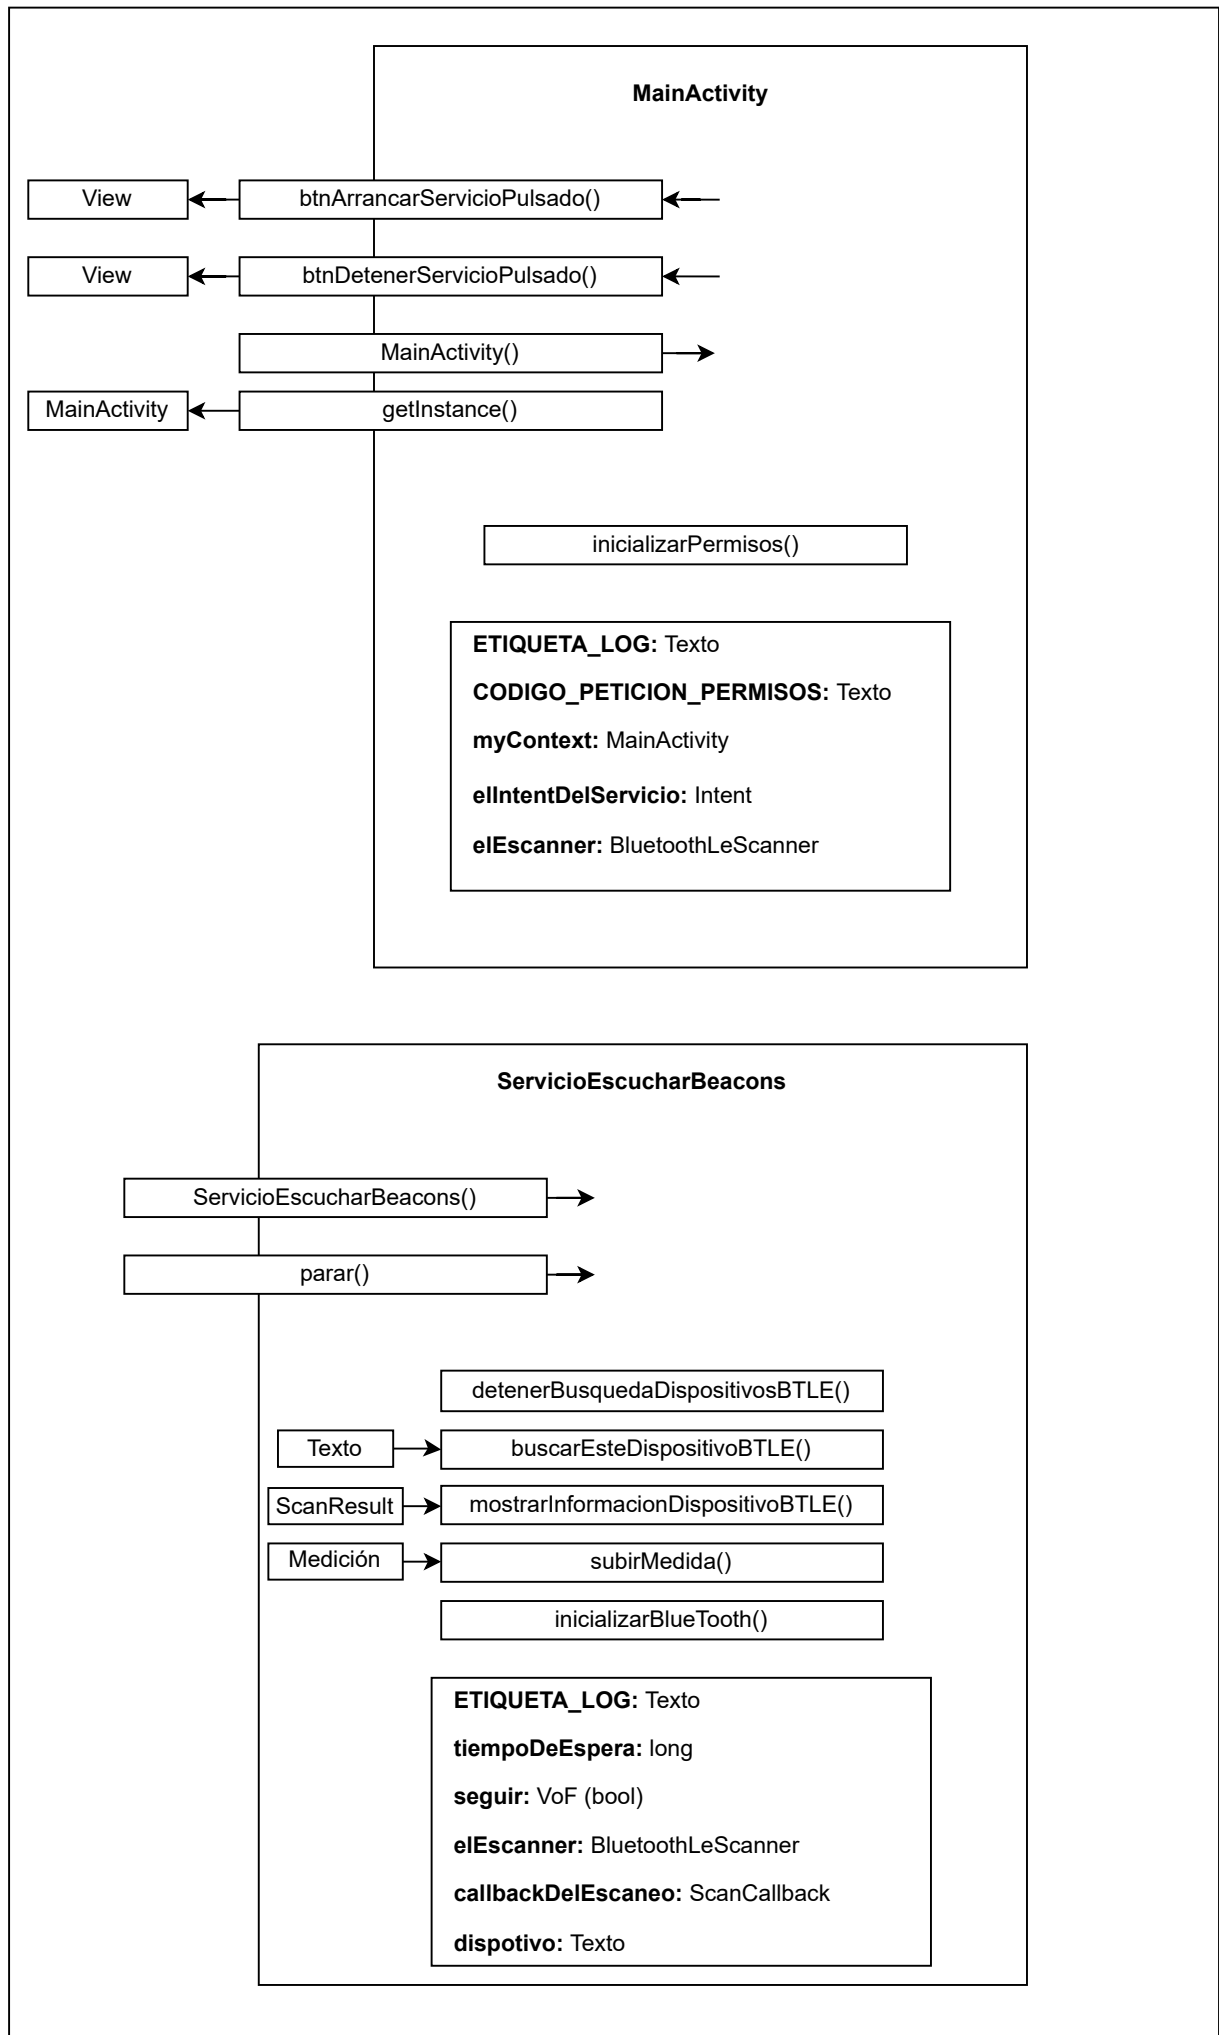 MainActivity
View
btnArrancarServicioPulsado()
View
btnDetenerServicioPulsado()
MainActivity()
MainActivity
getInstance()
inicializarPermisos()
ETIQUETA_LOG: Texto
CODIGO_PETICION_PERMISOS: Texto
myContext: MainActivity
elIntentDelServicio: Intent
elEscanner: BluetoothLeScanner
ServicioEscucharBeacons
ServicioEscucharBeacons()
parar()
detenerBusquedaDispositivosBTLE()
Texto
buscarEsteDispositivoBTLE()
ScanResult
mostrarInformacionDispositivoBTLE()
Medición
subirMedida()
inicializarBlueTooth()
ETIQUETA_LOG: Texto
tiempoDeEspera: long
seguir: VoF (bool)
elEscanner: BluetoothLeScanner
callbackDelEscaneo: ScanCallback
dispotivo: Texto